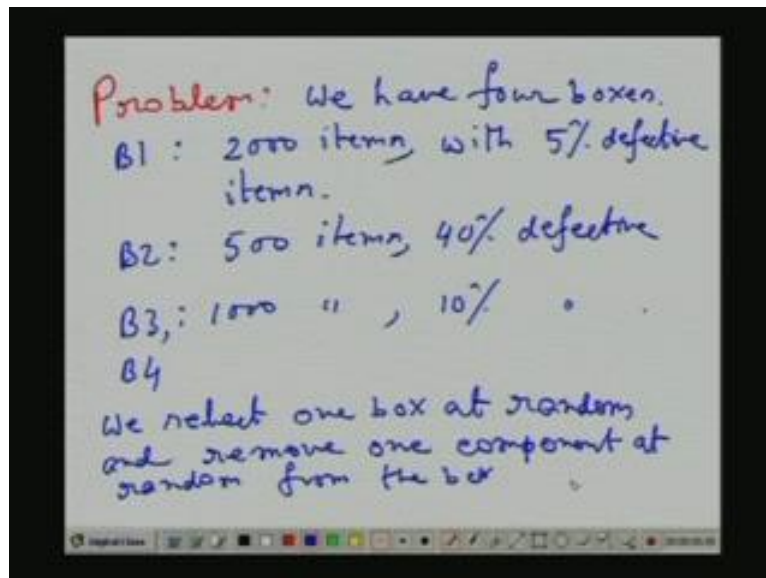 Problem: We have four boxes.
B1 : 2000 items, with 5% defective
items.
B2: 500 items, 40% defective
B3,: 1000 " , 10% " .
B4
We select one box at random
and remove one component at
random from the box